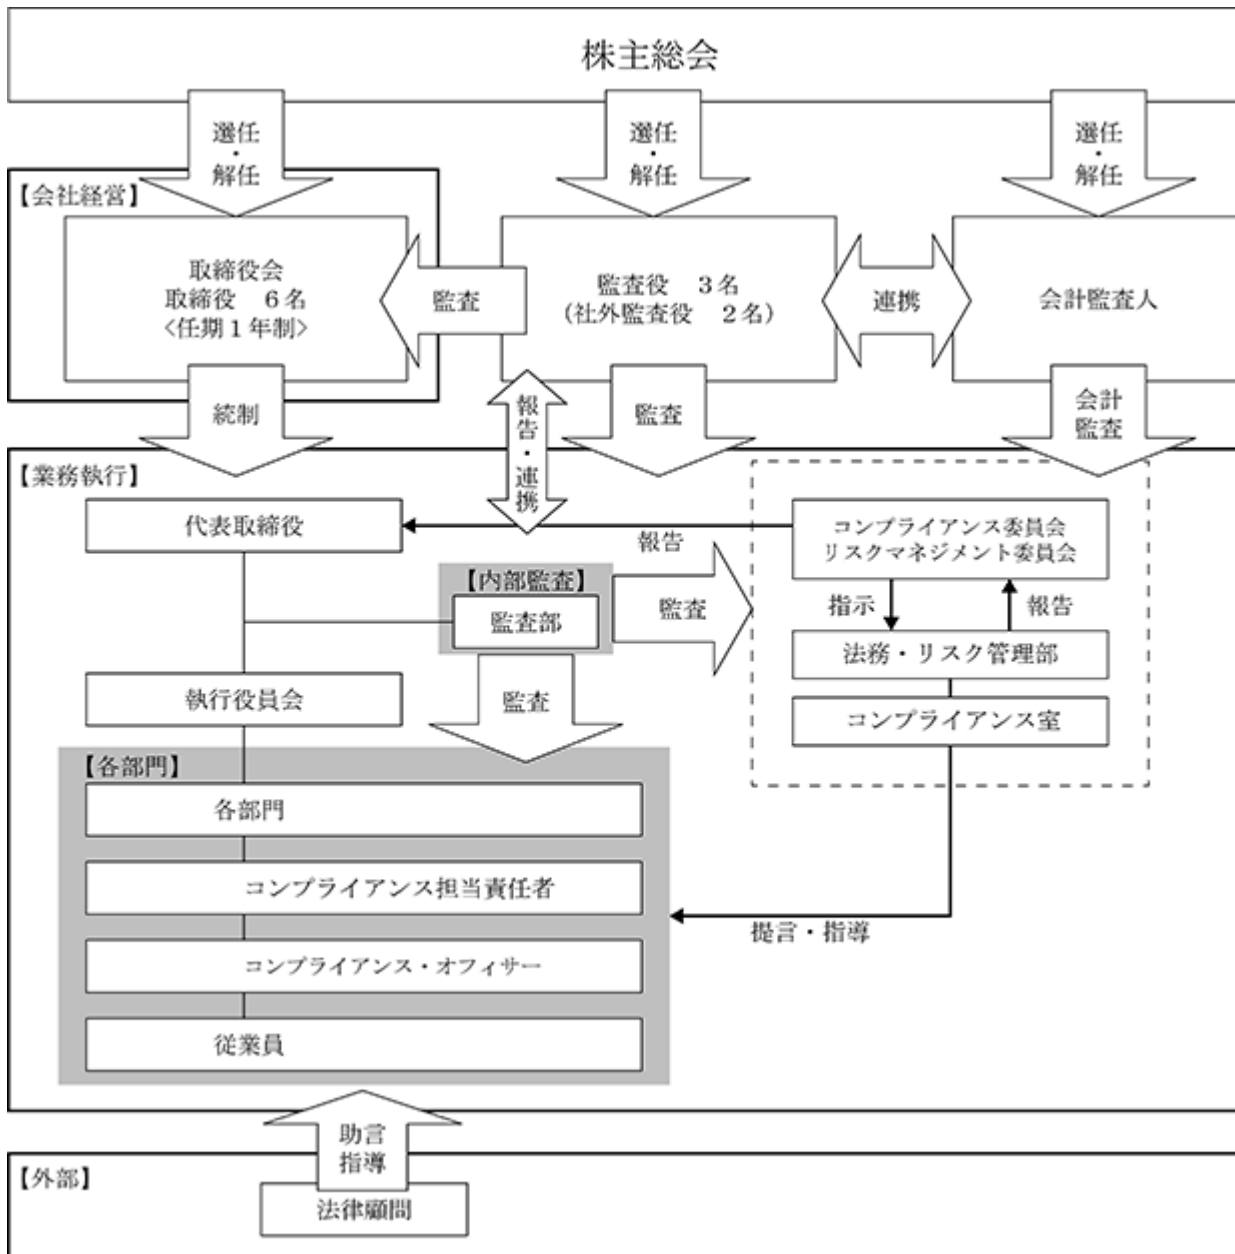 株主総会
選任
・
解任
選任
・
解任
選任
・
解任
【会社経営】
取締役会
取締役　６名
<任期１年制>
監査
監査役　３名
(社外監査役　２名)
連携
会計監査人
統制
報告・連携
監査
会計
監査
【業務執行】
代表取締役
報告
コンプライアンス委員会
リスクマネジメント委員会
【内部監査】
監査部
監査
指示
報告
法務・リスク管理部
執行役員会
監査
コンプライアンス室
【各部門】
各部門
コンプライアンス担当責任者
提言・指導
コンプライアンス・オフィサー
従業員
助言
指導
【外部】
法律顧問